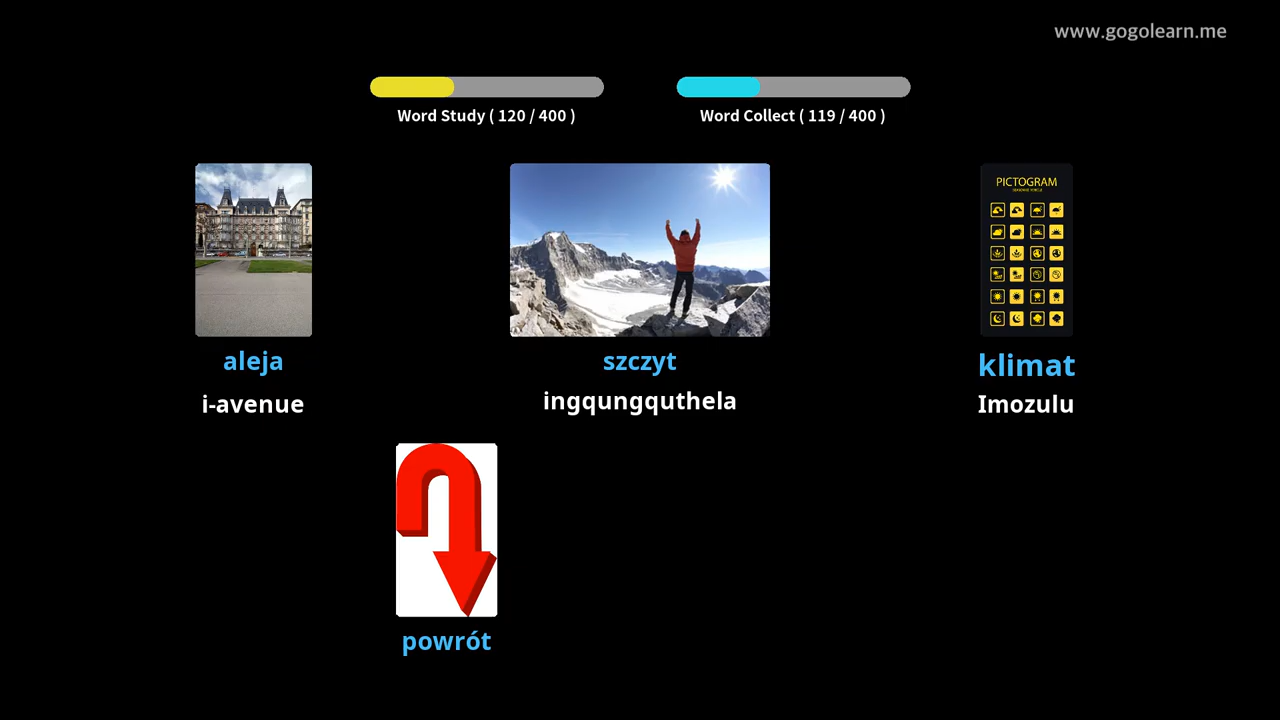 www.gogolearn.me
Word Study ( 120 / 400 )
Word Collect ( 119 / 400 )
PICTOGRAM
aleja
szczyt
klimat
i-avenue
ingqungquthela
Imozulu
powrót